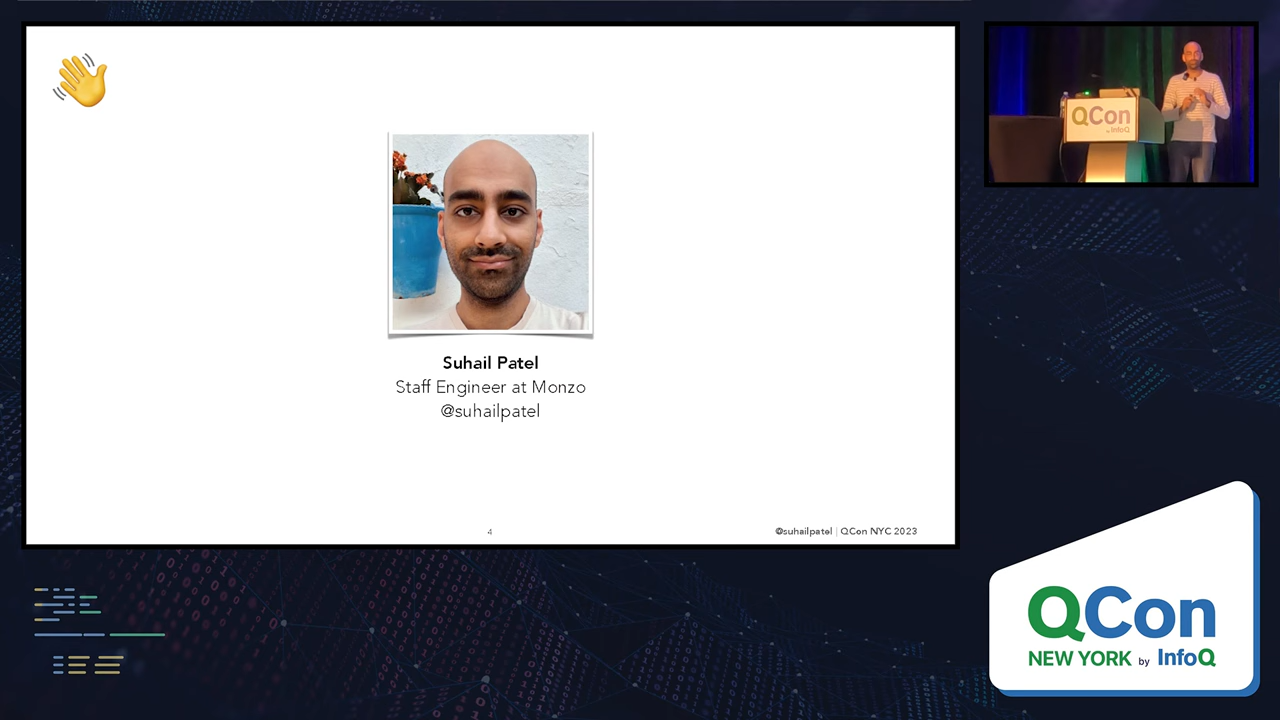 Suhail Patel
Staff Engineer at Monzo
@suhailpatel
4
@suhailpatel | QCon NYC 2023
QCon
by InfoQ
QCon
NEW YORK by InfoQ